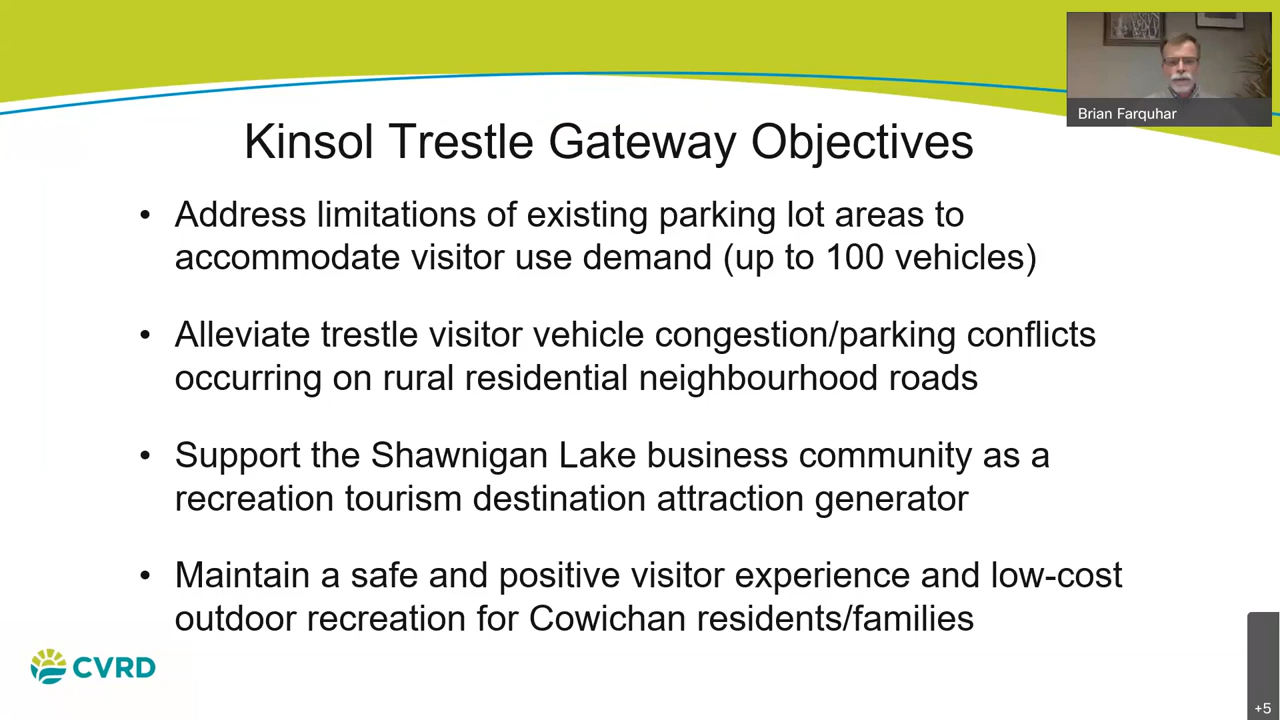 Brian Farquhar
Kinsol Trestle Gateway Objectives
• Address limitations of existing parking lot areas to
accommodate visitor use demand (up to 100 vehicles)
• Alleviate trestle visitor vehicle congestion/parking conflicts
occurring on rural residential neighbourhood roads
• Support the Shawnigan Lake business community as a
recreation tourism destination attraction generator
• Maintain a safe and positive visitor experience and low-cost
outdoor recreation for Cowichan residents/families
CVRD
+5